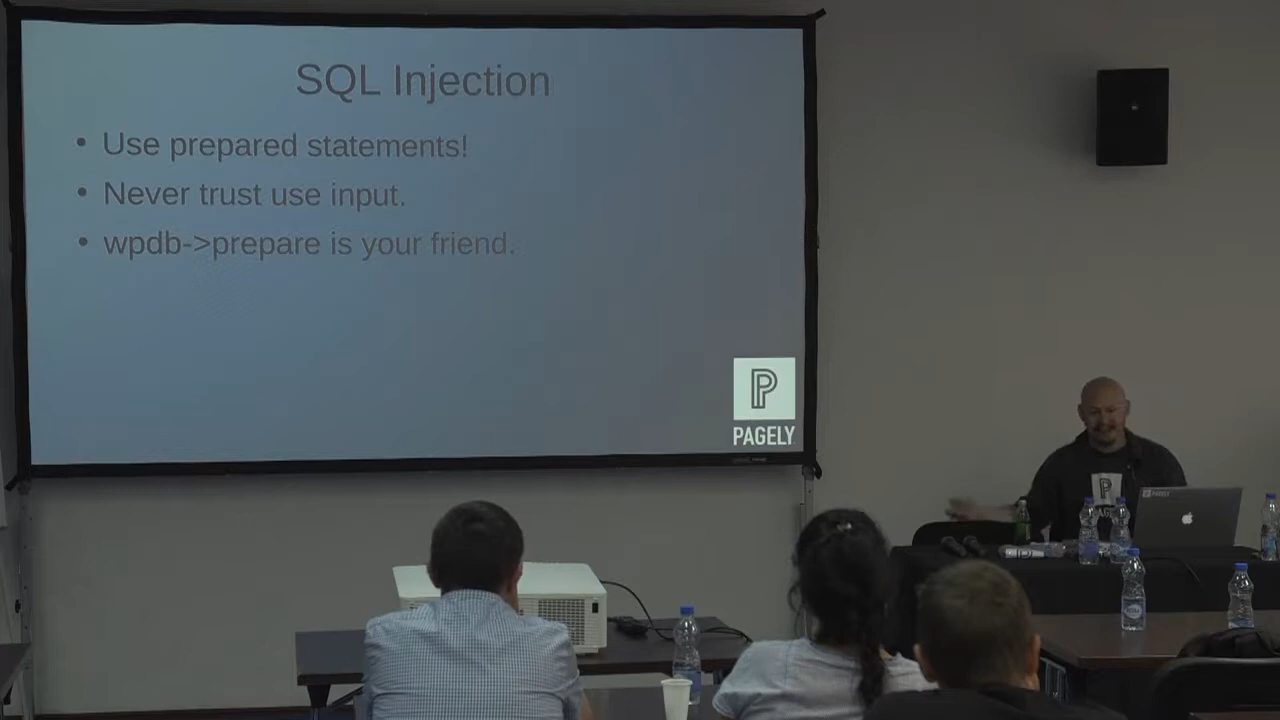 SQL Injection
• Use prepared statements!
• Never trust use input.
• wpdb->prepare is your friend.
P
PAGELY